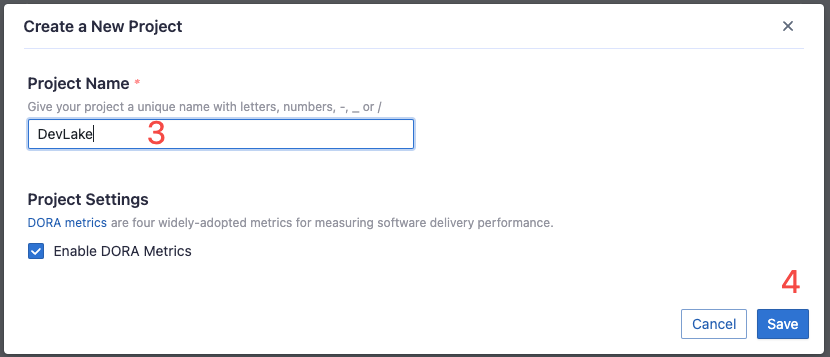 Create a New Project
Project Name *
Give your project a unique name with letters, numbers, -, _ or /
DevLake 3
Project Settings
DORA metrics are four widely-adopted metrics for measuring software delivery performance.
Enable DORA Metrics
4
Cancel Save